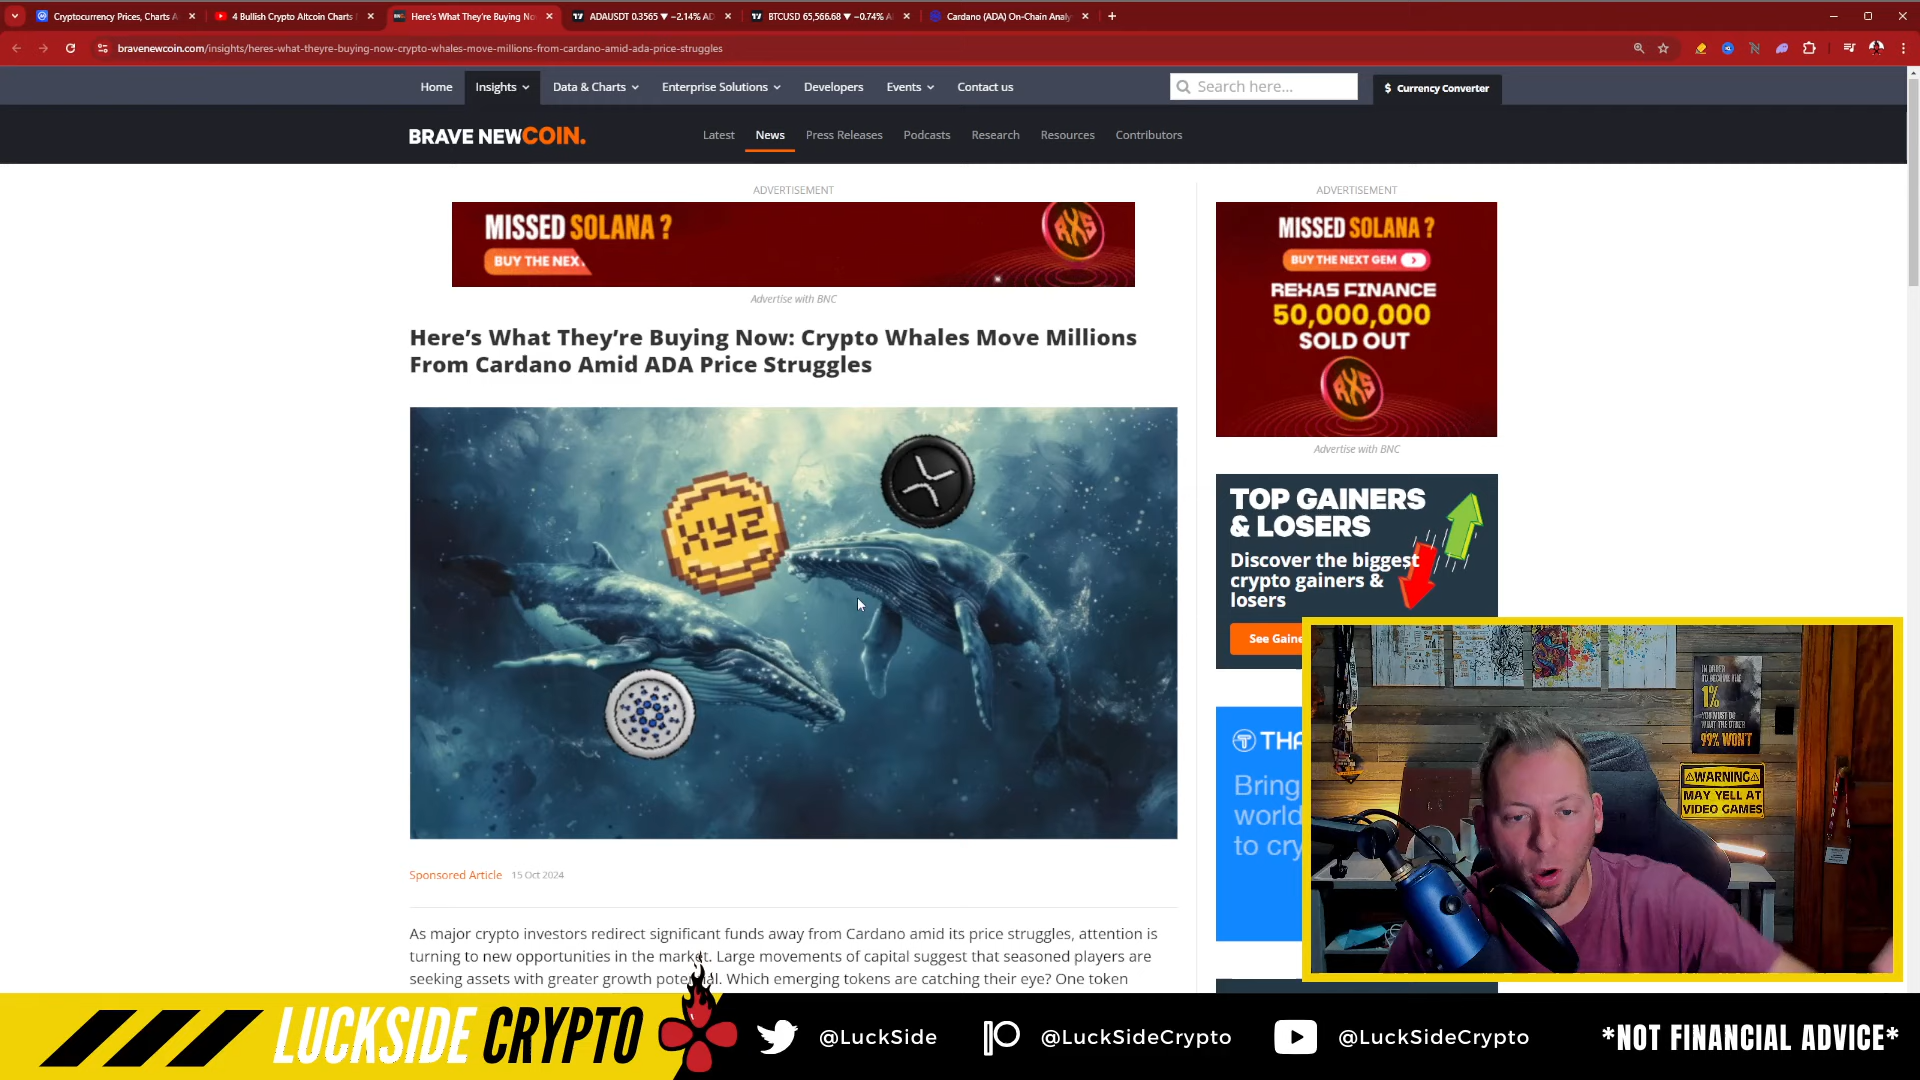 Cryptocurrency Prices, Charts A
4 Bullish Crypto Altcoin Charts
Here's What They're Buying No
ADAUSDT 0.3565 ▼ −2.14% AD
BTCUSD 65,566.68 ▼ −0.74% A
Cardano (ADA) On-Chain Analy
bravenewcoin.com/insights/heres-what-theyre-buying-now-crypto-whales-move-millions-from-cardano-amid-ada-price-struggles
Home
Insights
Data & Charts
Enterprise Solutions
Developers
Events
Contact us
Search here...
$ Currency Converter
BRAVE NEWCOIN.
Latest
News
Press Releases
Podcasts
Research
Resources
Contributors
ADVERTISEMENT
MISSED SOLANA ?
BUY THE NEX
RXS
Advertise with BNC
ADVERTISEMENT
MISSED SOLANA ?
BUY THE NEXT GEM
REXAS FINANCE
50,000,000
SOLD OUT
RXS
Advertise with BNC
Here's What They're Buying Now: Crypto Whales Move Millions
From Cardano Amid ADA Price Struggles
XYZ
TOP GAINERS
& LOSERS
Discover the biggest
crypto gainers &
losers
See Gaine
Bring
world
to cry
Sponsored Article
15 Oct 2024
As major crypto investors redirect significant funds away from Cardano amid its price struggles, attention is
turning to new opportunities in the market. Large movements of capital suggest that seasoned players are
seeking assets with greater growth potential. Which emerging tokens are catching their eye? One token
IN ORDER
TO BECOME THE
1%
YOU MUST DO
WHAT THE OTHER
99% WON'T
WARNING
MAY YELL AT
VIDEO GAMES
LUCKSIDE CRYPTO
@LuckSide
@LuckSideCrypto
@LuckSideCrypto
*NOT FINANCIAL ADVICE*